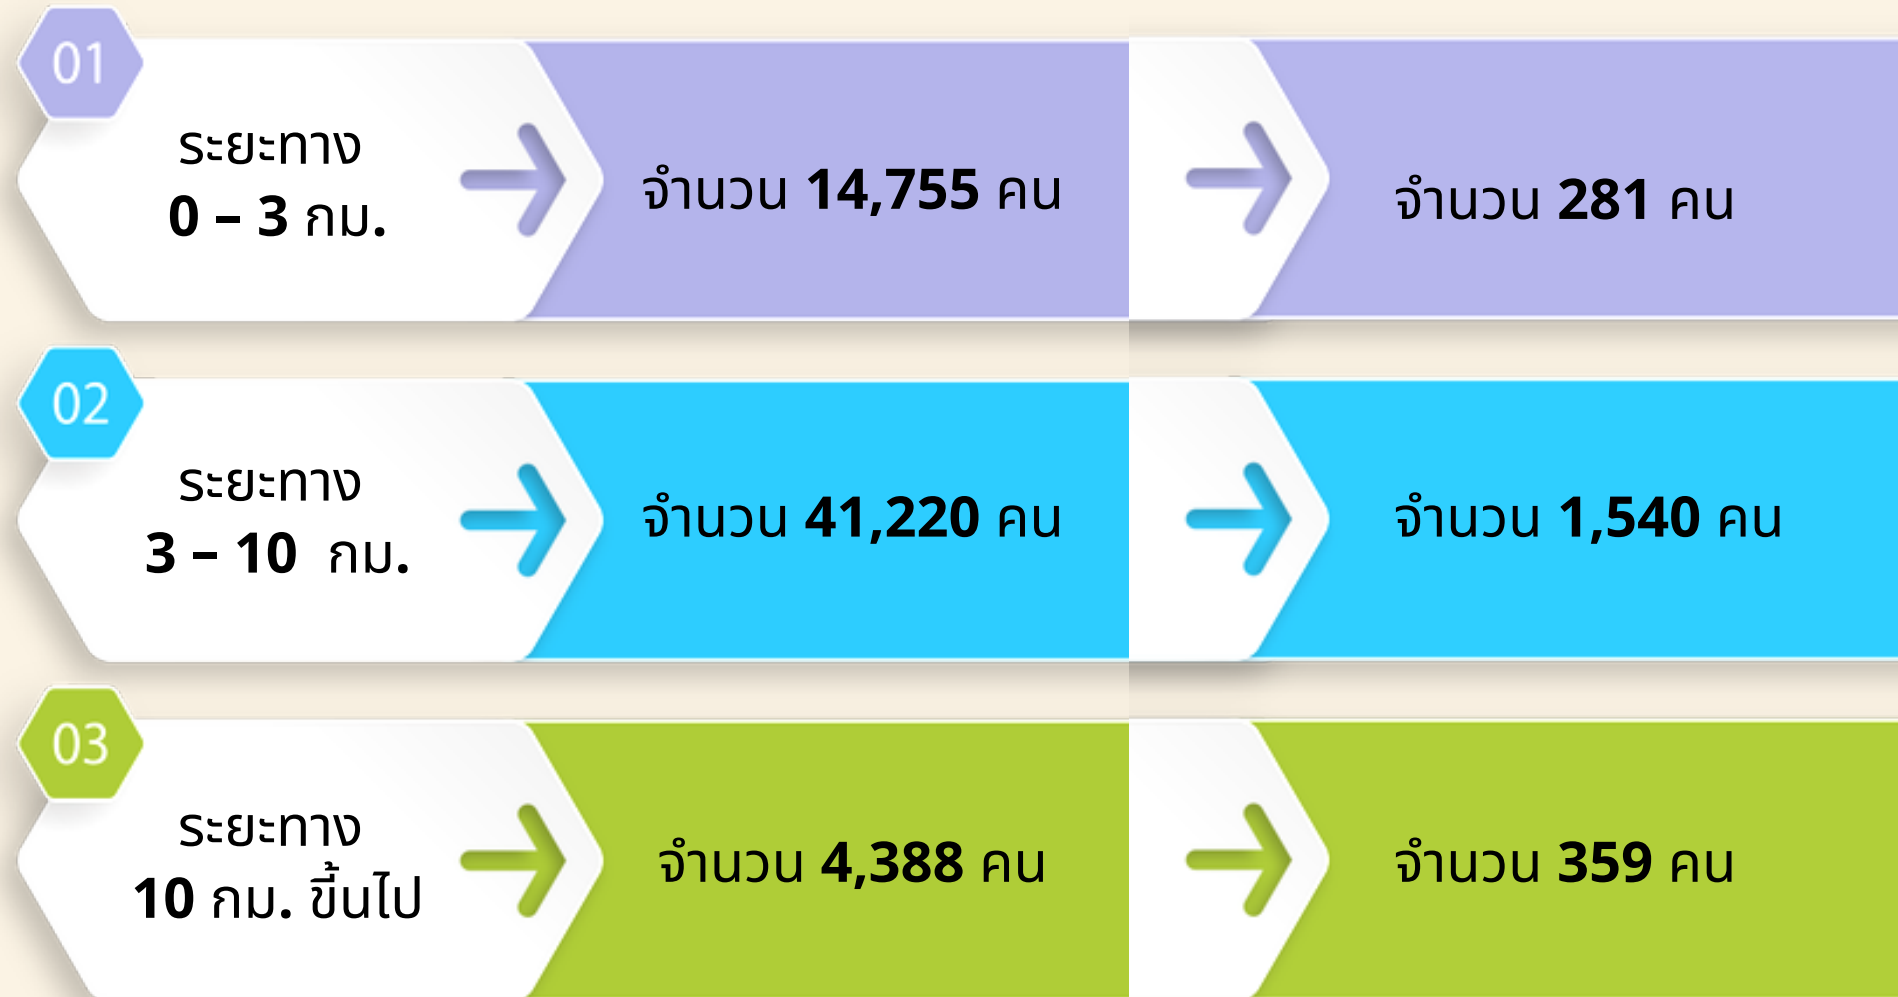 01
ระยะทาง
0 – 3 กม.
จำนวน 14,755 คน
จำนวน 281 คน
02
ระยะทาง
3 – 10 กม.
จำนวน 41,220 คน
จำนวน 1,540 คน
03
ระยะทาง
10 กม. ขี้นไป
จำนวน 4,388 คน
จำนวน 359 คน